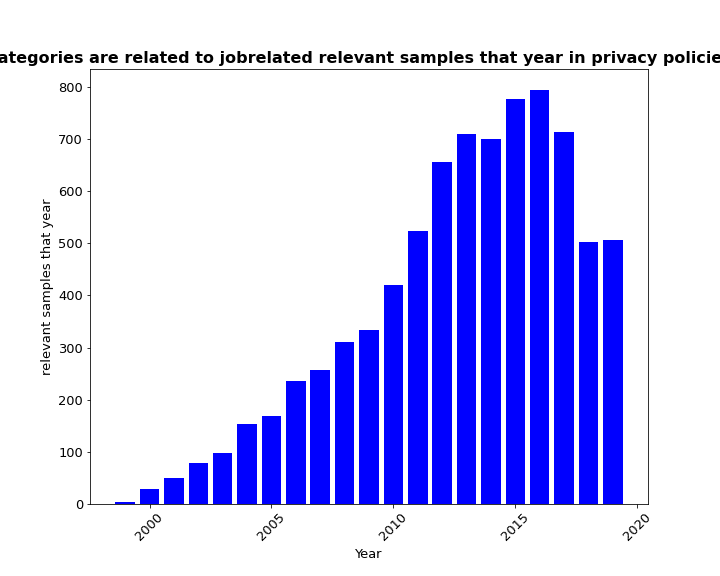 ategories are related to jobrelated relevant samples that year in privacy policie
800
700
600
500
400
300
200
100
0
relevant samples that year
2000 2005 2010 2015 2020
Year